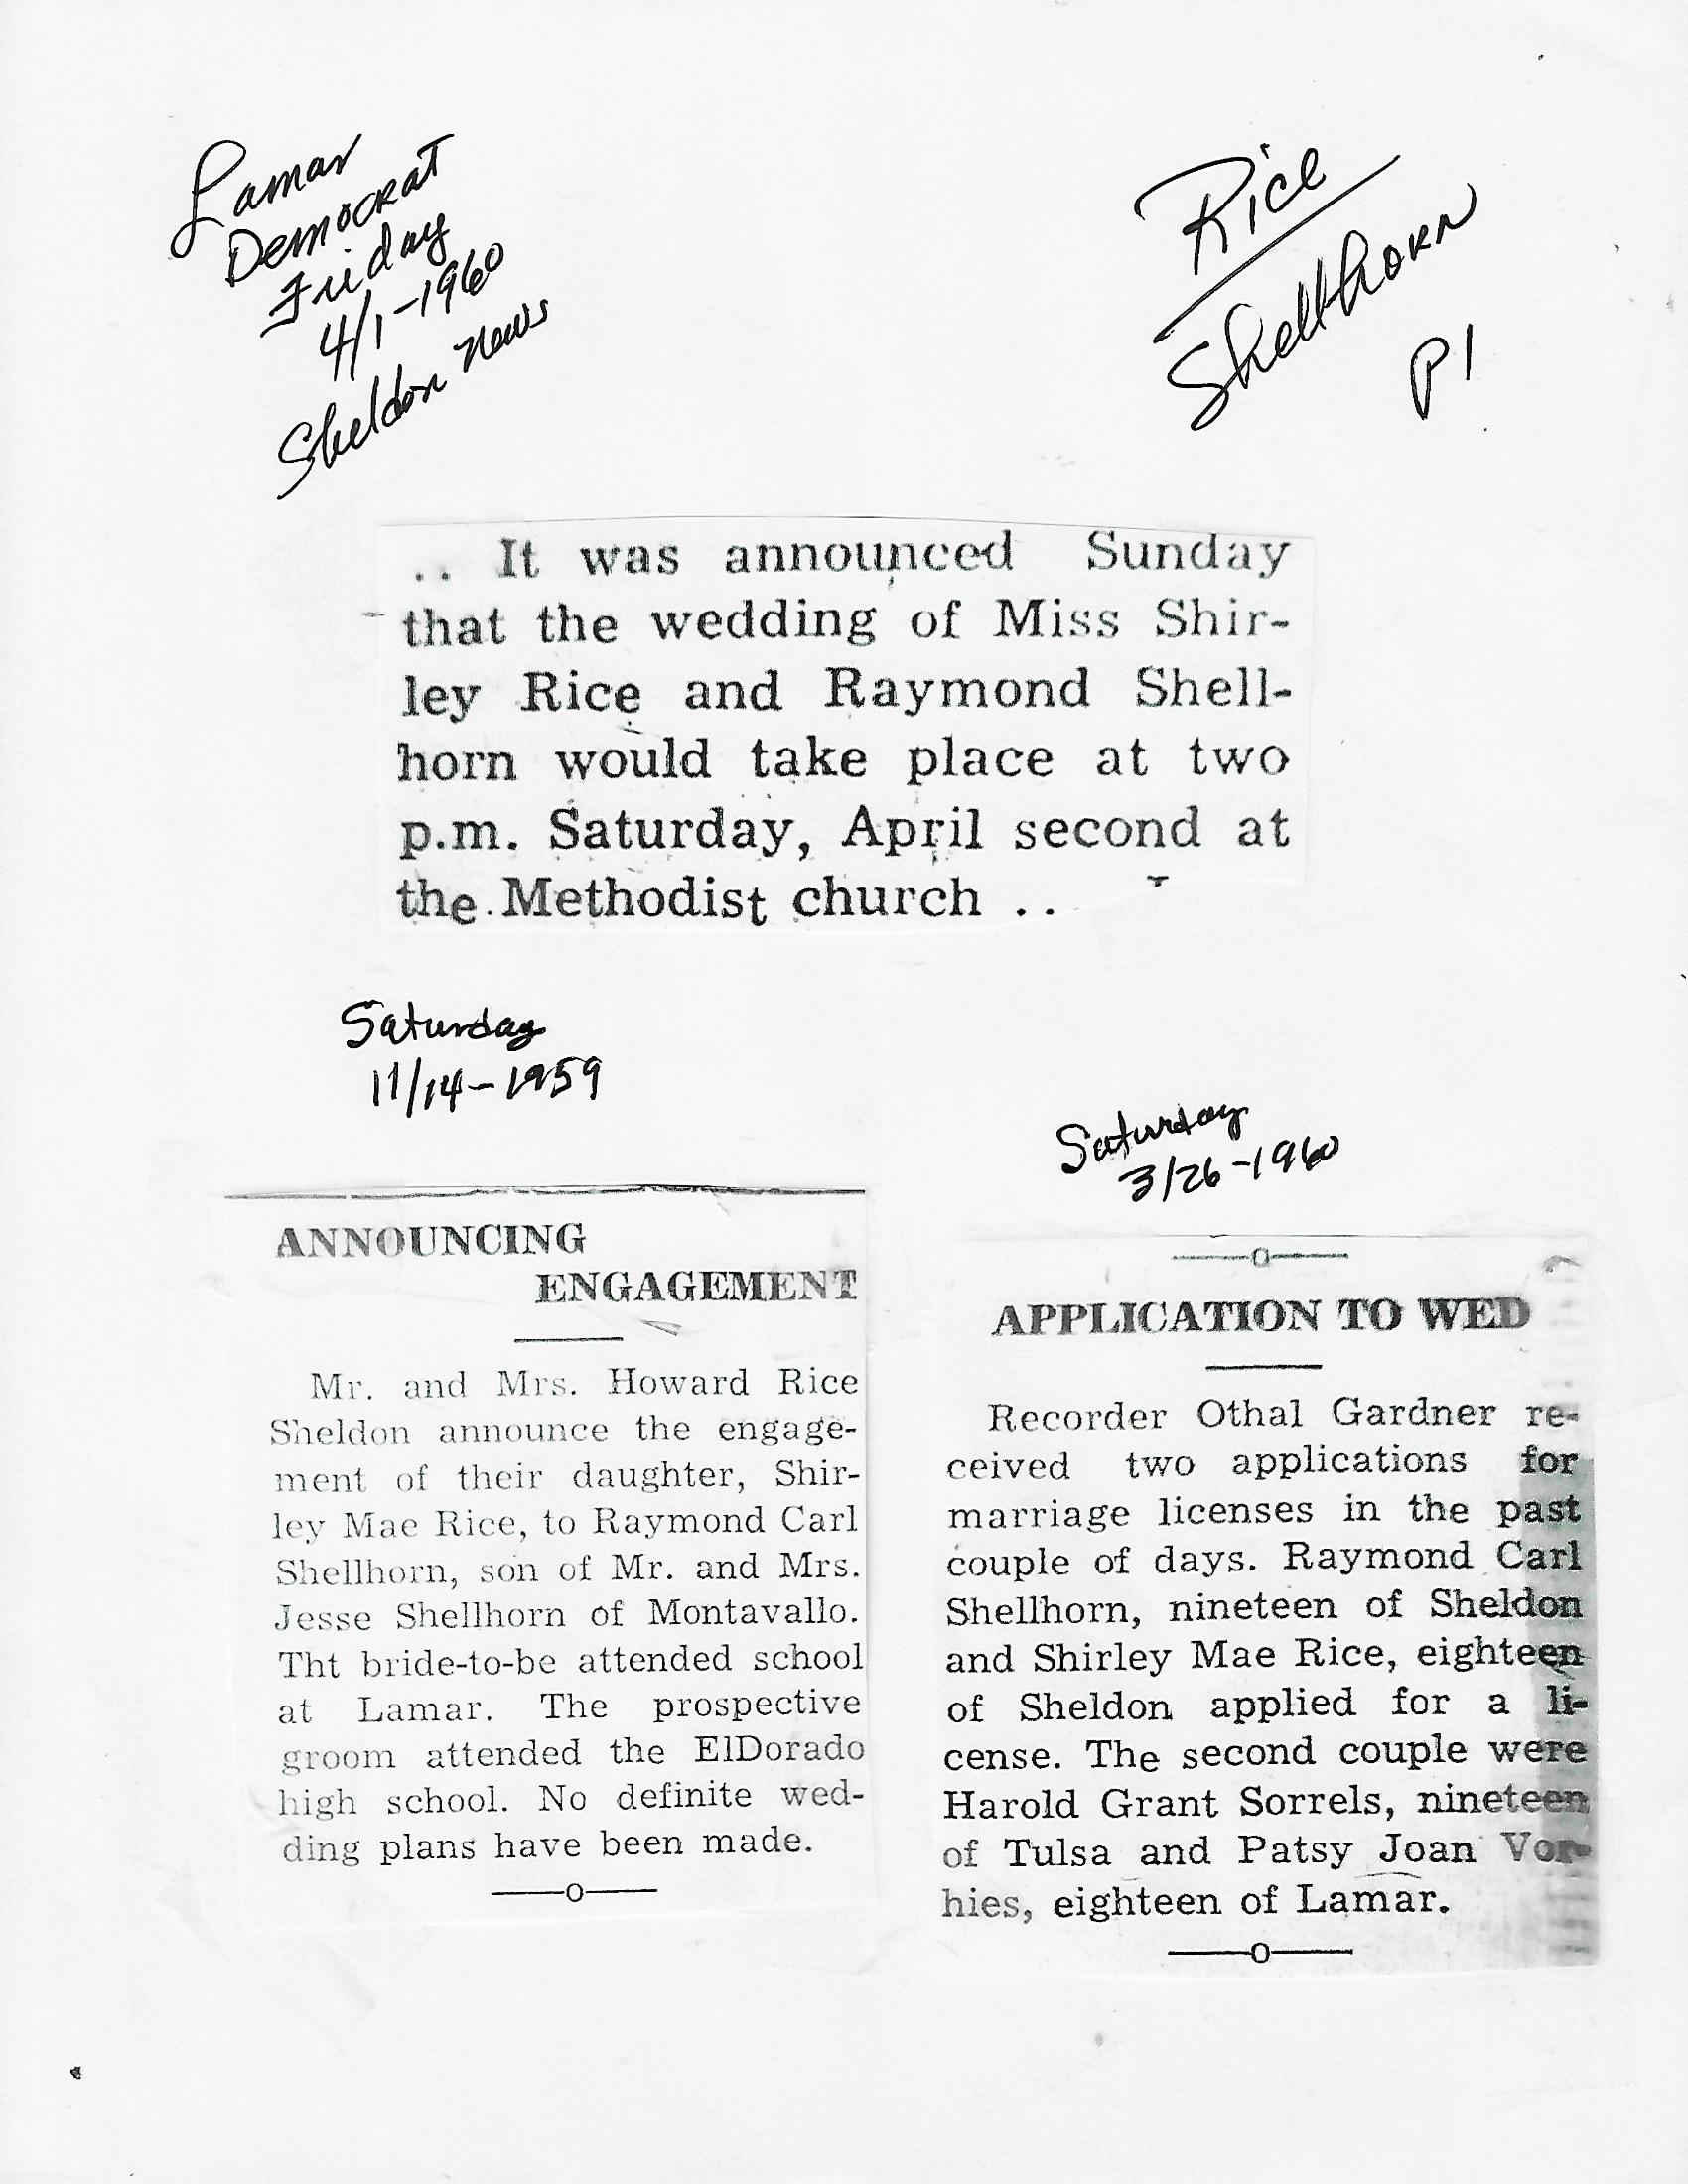 Lamar
Democrat
Friday
4/1-1960
Sheldon News
Rice
Shellhorn
P1
.. It was announced Sunday
that the wedding of Miss Shir-
ley Rice and Raymond Shell-
horn would take place at two
p.m. Saturday, April second at
the Methodist church ..
Saturday
11/14-1959
ANNOUNCING
ENGAGEMENT
Mr. and Mrs. Howard Rice
Sheldon announce the engage-
ment of their daughter, Shir-
ley Mae Rice, to Raymond Carl
Shellhorn, son of Mr. and Mrs.
Jesse Shellhorn of Montavallo.
Tht bride-to-be attended school
at Lamar. The prospective
groom attended the ElDorado
high school. No definite wed-
ding plans have been made.
Saturday
3/26-1960
APPLICATION TO WED
Recorder Othal Gardner re-
ceived two applications for
marriage licenses in the past
couple of days. Raymond Carl
Shellhorn, nineteen of Sheldon
and Shirley Mae Rice, eighteen
of Sheldon applied for a li-
cense. The second couple were
Harold Grant Sorrels, nineteen
of Tulsa and Patsy Joan Vor-
hies, eighteen of Lamar.